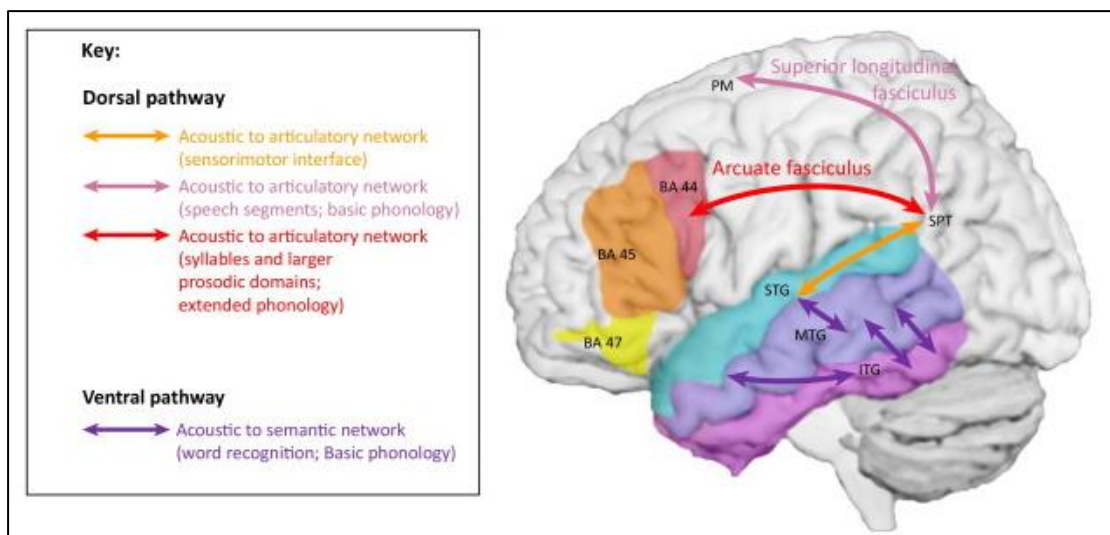 Key:
Dorsal pathway
Acoustic to articulatory network
(sensorimotor interface)
Acoustic to articulatory network
(speech segments; basic phonology)
Acoustic to articulatory network
(syllables and larger
prosodic domains;
extended phonology)
Ventral pathway
Acoustic to semantic network
(word recognition; Basic phonology)
Superior longitudinal
fasciculus
PM
Arcuate fasciculus
BA 44
SPT
BA 45
STG
MTG
BA 47
ITG